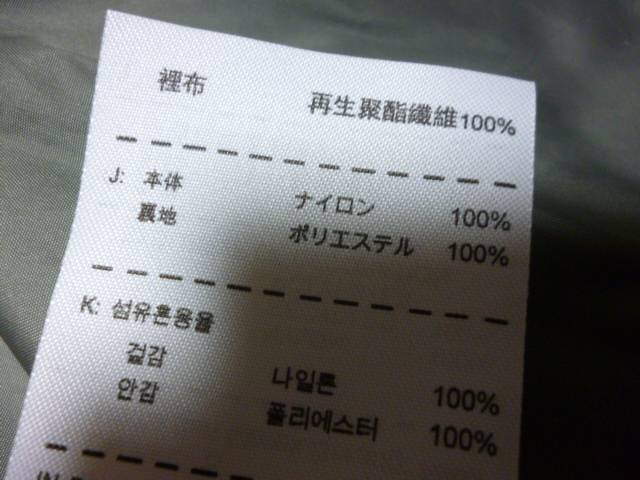 裡布 再生聚酯纖維100%
J: 本体 ナイロン 100%
裏地 ポリエステル 100%
K: 섬유혼용율
겉감 나일론 100%
안감 폴리에스터 100%